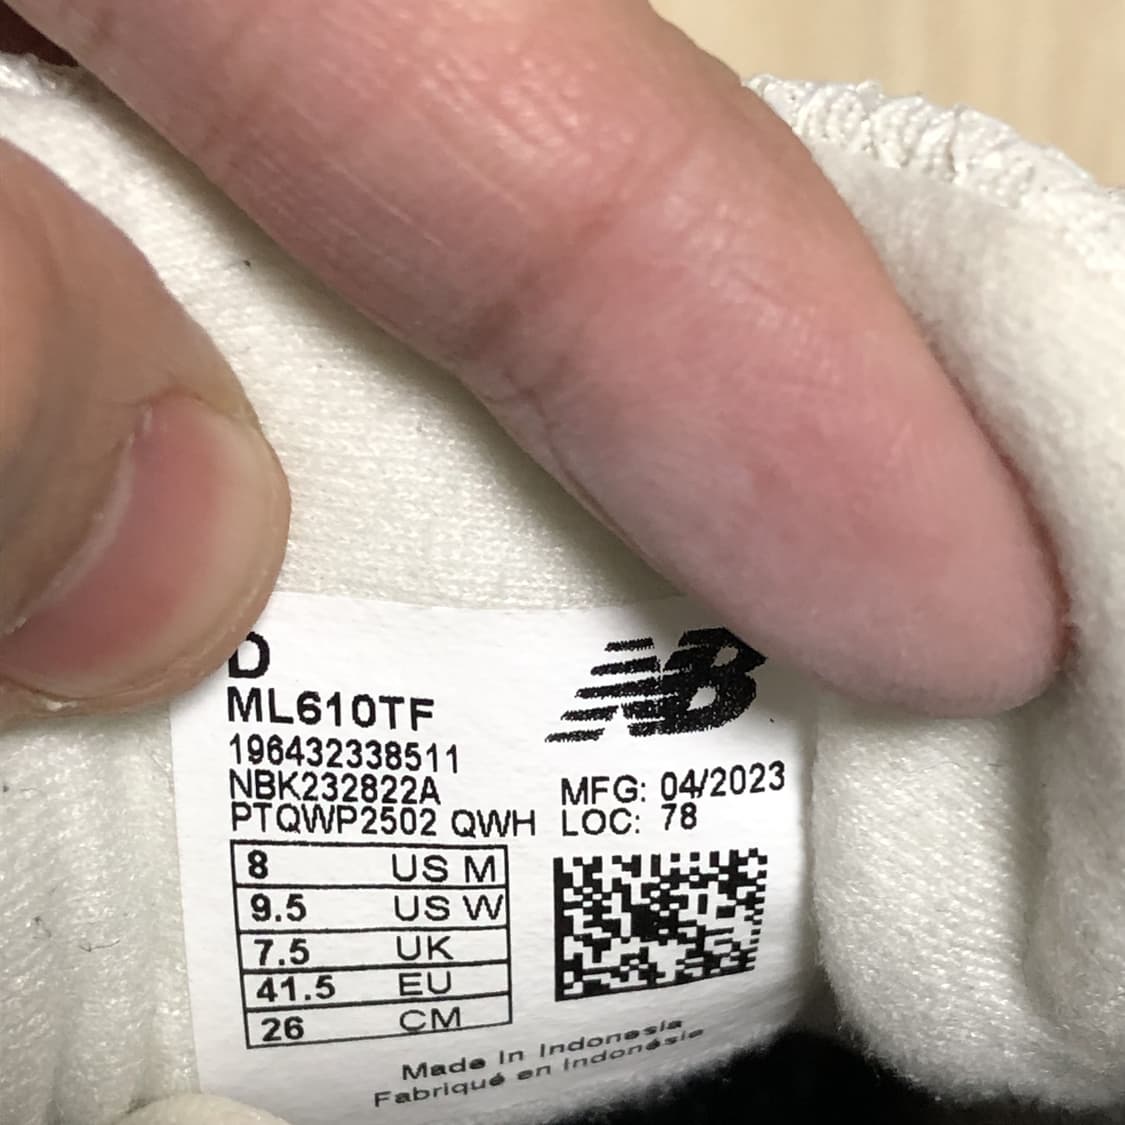 D
ML610TF
196432338511
NBK232822A
PTQWP2502 QWH
NB
MFG: 04/2023
LOC: 78
8 US M
9.5 US W
7.5 UK
41.5 EU
26 CM
Made In Indonesia
Fabriqué en Indonésie